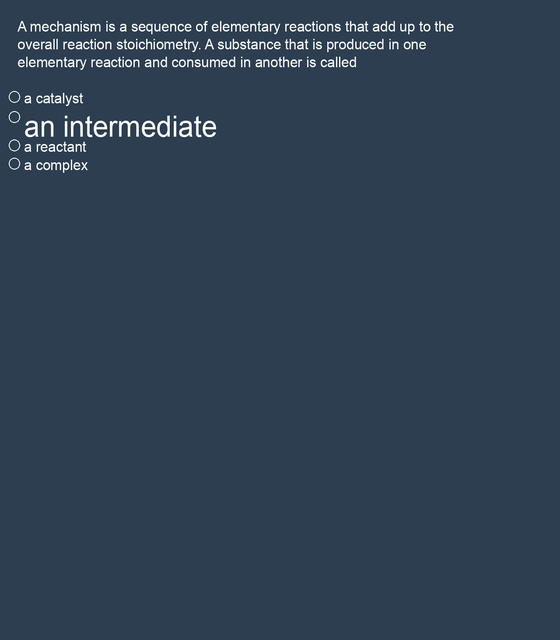 A mechanism is a sequence of elementary reactions that add up to the
overall reaction stoichiometry. A substance that is produced in one
elementary reaction and consumed in another is called
a catalyst
an intermediate
a reactant
a complex